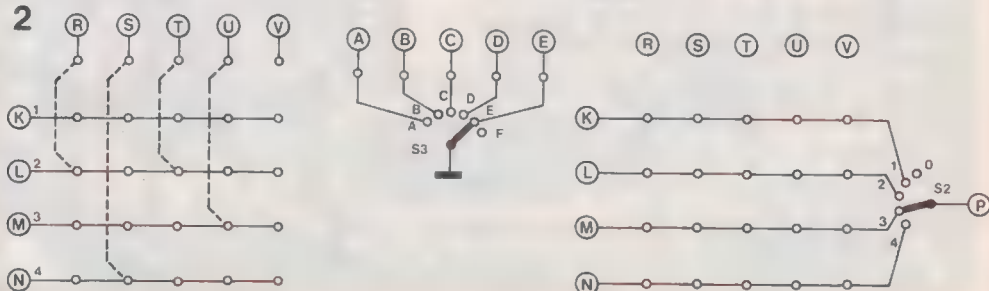 2
R S T U V
A B C D E
R S T U V
K 1
L 2
M 3
N 4
A B C D E F
S3
K
L
M
N
1 0
2
3
4
S2
P